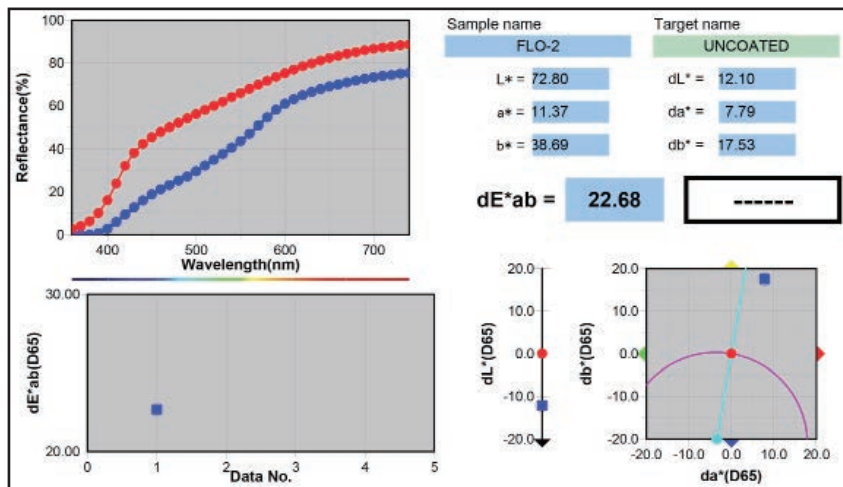 Sample name
Target name
FLO-2
UNCOATED
L* = 72.80
dL* = 12.10
a* = 11.37
da* = 7.79
b* = 38.69
db* = 17.53
dE*ab = 22.68
------
100
80
60
40
20
0
Reflectance(%)
400
500
600
700
Wavelength(nm)
30.00
20.00
dE*ab(D65)
0
1
2
3
4
5
Data No.
20.0
10.0
0.0
-10.0
-20.0
dL*(D65)
20.0
10.0
0.0
-10.0
-20.0
db*(D65)
-20.0
-10.0
0.0
10.0
20.0
da*(D65)